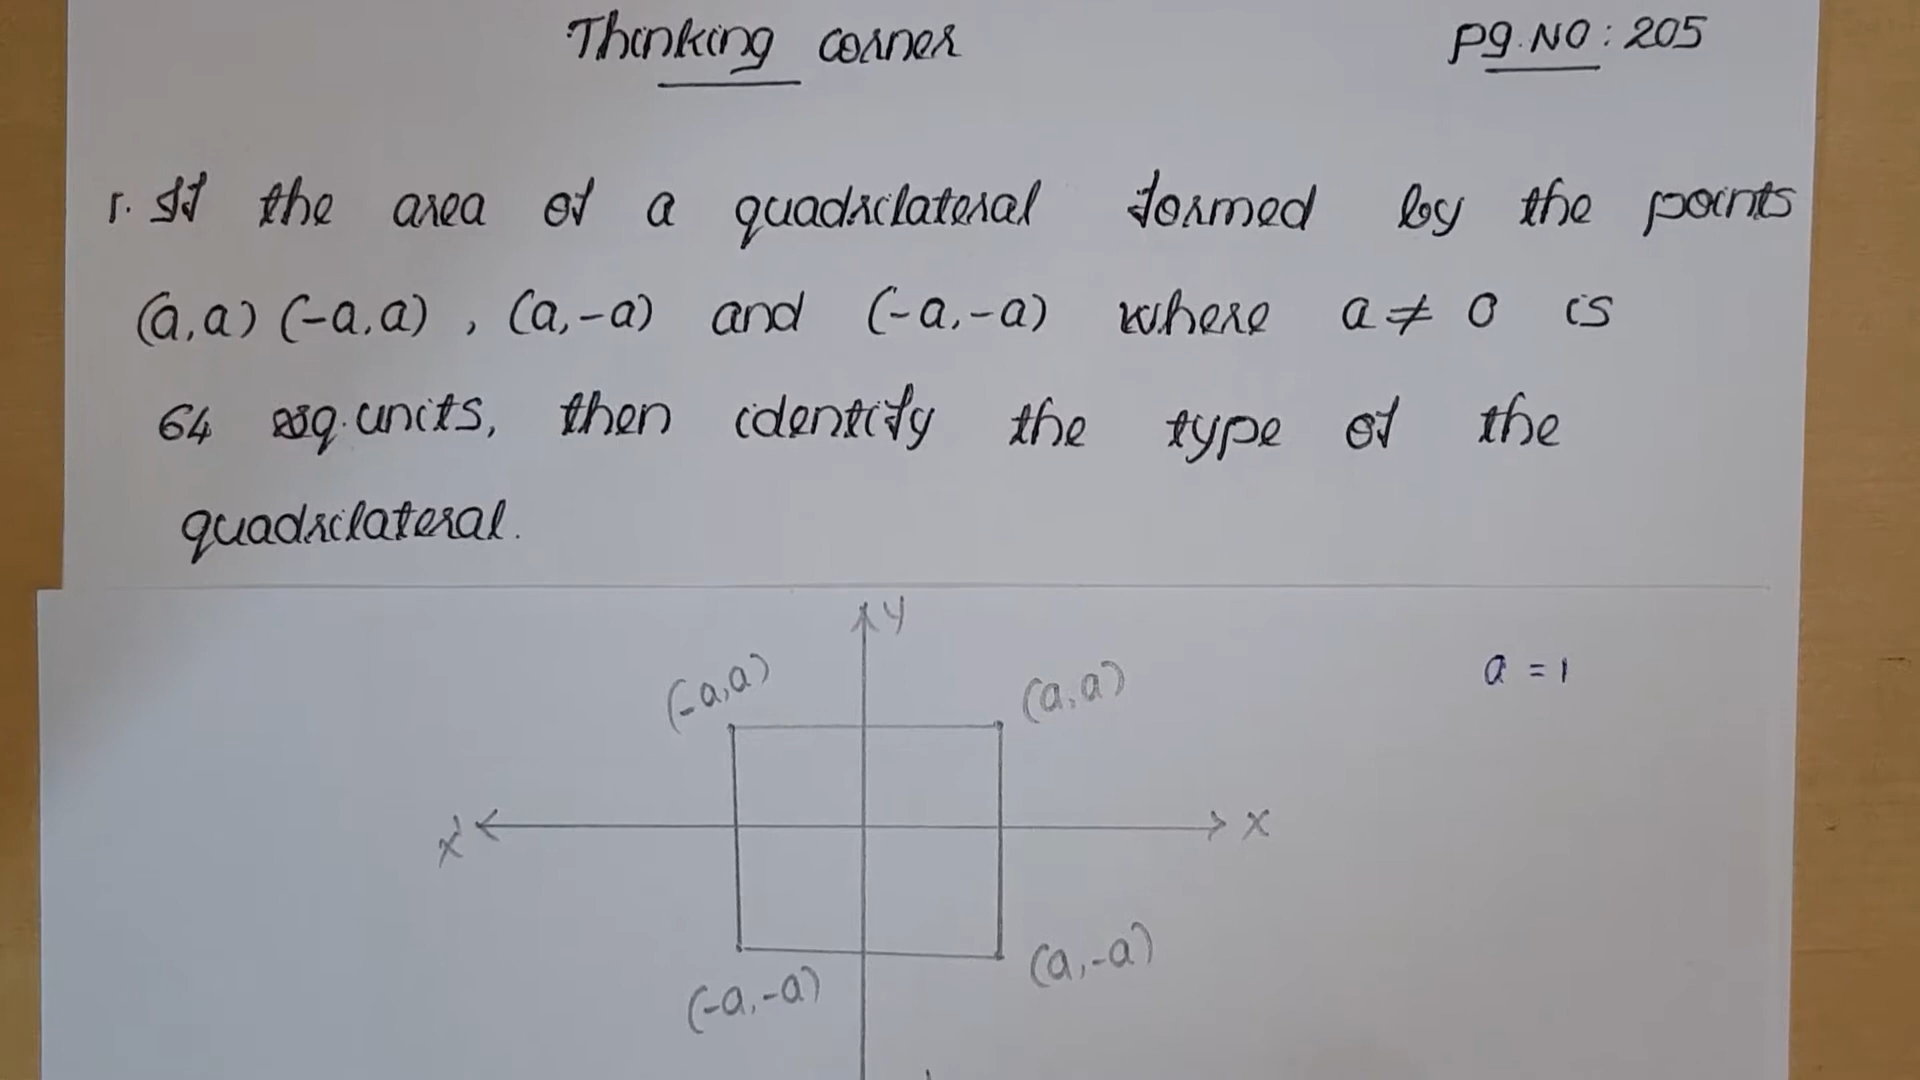 Thinking corner
pg.NO: 205
1. If the area of a quadrilateral formed by the points
(a,a) (-a,a), (a,-a) and (-a,-a) where a ≠ 0 is
64 sq.units, then identify the type of the
quadrilateral.
Y
(-a,a)
(a,a)
a = 1
X'
X
(-a,-a)
(a,-a)